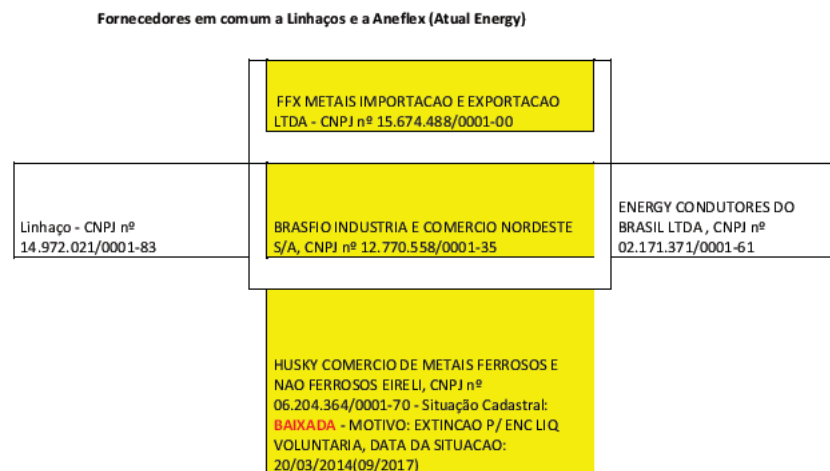 Fornecedores em comum a Linhaços e a Aneflex (Atual Energy)
FFX METAIS IMPORTACAO E EXPORTACAO
LTDA - CNPJ nº 15.674.488/0001-00
Linhaço - CNPJ nº
14.972.021/0001-83
BRASFIO INDUSTRIA E COMERCIO NORDESTE
S/A, CNPJ nº 12.770.558/0001-35
ENERGY CONDUTORES DO
BRASIL LTDA , CNPJ nº
02.171.371/0001-61
HUSKY COMERCIO DE METAIS FERROSOS E
NAO FERROSOS EIRELI, CNPJ nº
06.204.364/0001-70 - Situação Cadastral:
BAIXADA - MOTIVO: EXTINCAO P/ ENC LIQ
VOLUNTARIA, DATA DA SITUACAO:
20/03/2014(09/2017)